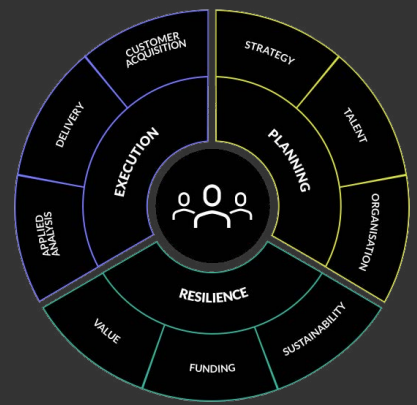 CUSTOMER
ACQUISITION
STRATEGY
DELIVERY
TALENT
EXECUTION
PLANNING
APPLIED
ANALYSIS
ORGANISATION
RESILIENCE
VALUE
FUNDING
SUSTAINABILITY